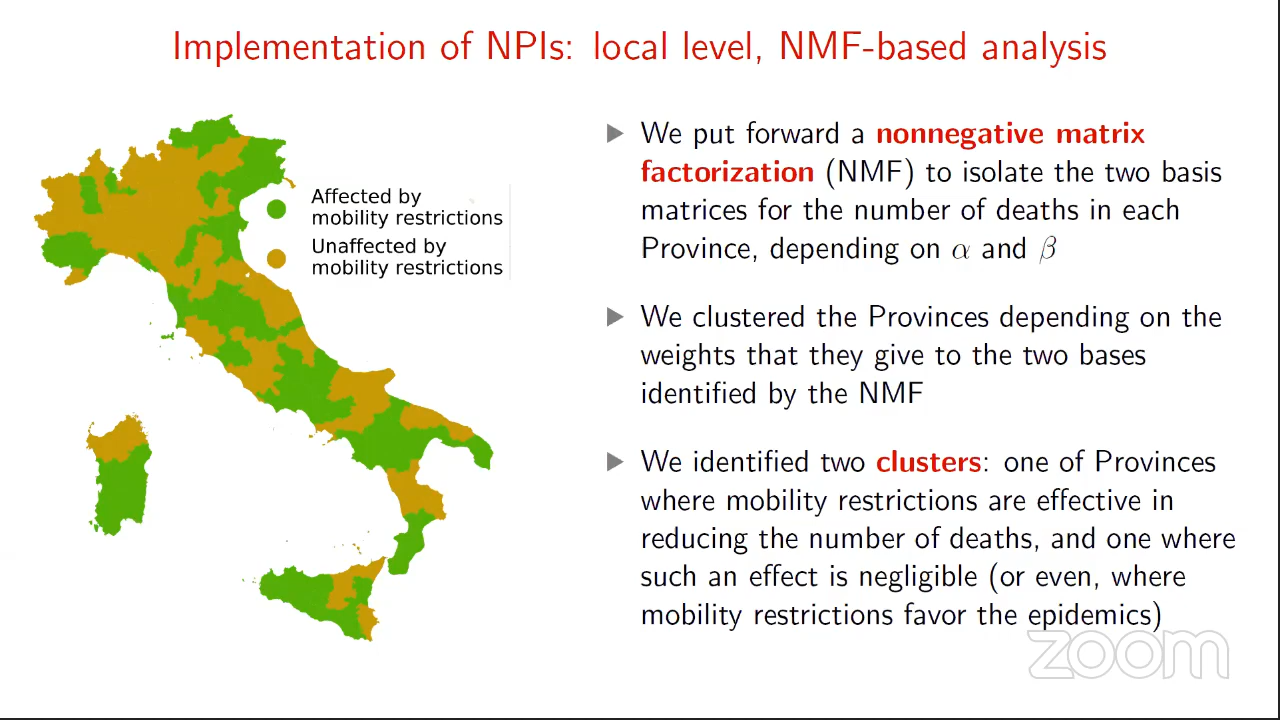 Implementation of NPIs: local level, NMF-based analysis
Affected by
mobility restrictions
Unaffected by
mobility restrictions
We put forward a nonnegative matrix
factorization (NMF) to isolate the two basis
matrices for the number of deaths in each
Province, depending on α and β
We clustered the Provinces depending on the
weights that they give to the two bases
identified by the NMF
We identified two clusters: one of Provinces
where mobility restrictions are effective in
reducing the number of deaths, and one where
such an effect is negligible (or even, where
mobility restrictions favor the epidemics)
zoom